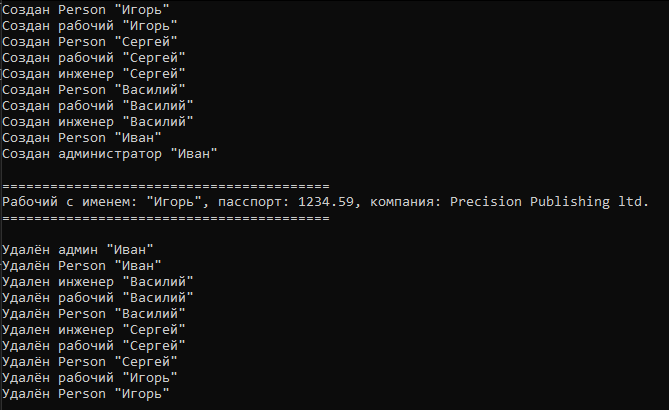 Создан Person "Игорь"
Создан рабочий "Игорь"
Создан Person "Сергей"
Создан рабочий "Сергей"
Создан инженер "Сергей"
Создан Person "Василий"
Создан рабочий "Василий"
Создан инженер "Василий"
Создан Person "Иван"
Создан администратор "Иван"
=========================================
Рабочий с именем: "Игорь", пасспорт: 1234.59, компания: Precision Publishing ltd.
=========================================
Удалён админ "Иван"
Удалён Person "Иван"
Удален инженер "Василий"
Удалён рабочий "Василий"
Удалён Person "Василий"
Удален инженер "Сергей"
Удалён рабочий "Сергей"
Удалён Person "Сергей"
Удалён рабочий "Игорь"
Удалён Person "Игорь"